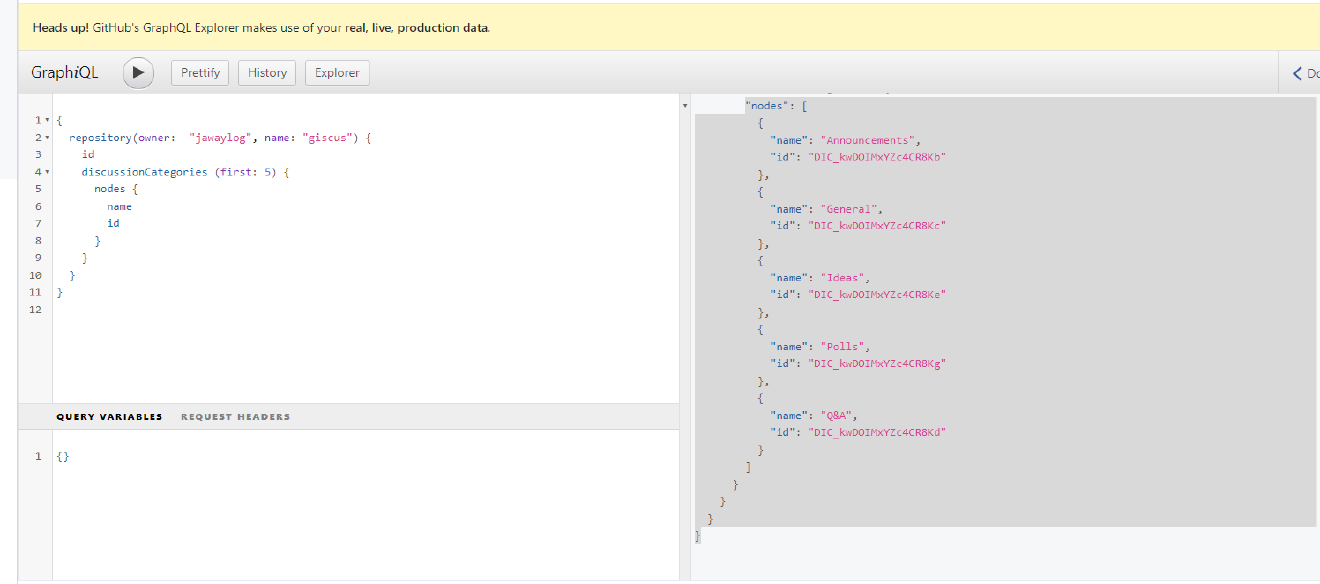 Heads up! GitHub's GraphQL Explorer makes use of your real, live, production data.
GraphiQL Prettify History Explorer
1 {
2 repository(owner: "jawaylog", name: "giscus") {
3 id
4 discussionCategories (first: 5) {
5 nodes {
6 name
7 id
8 }
9 }
10 }
11 }
12
QUERY VARIABLES REQUEST HEADERS
1 {}
"nodes": [
{
"name": "Announcements",
"id": "DIC_kwDOIMxYZc4CR8Kb"
},
{
"name": "General",
"id": "DIC_kwDOIMxYZc4CR8Kc"
},
{
"name": "Ideas",
"id": "DIC_kwDOIMxYZc4CR8Ke"
},
{
"name": "Polls",
"id": "DIC_kwDOIMxYZc4CR8Kg"
},
{
"name": "Q&A",
"id": "DIC_kwDOIMxYZc4CR8Kd"
}
]
}
}
}
}